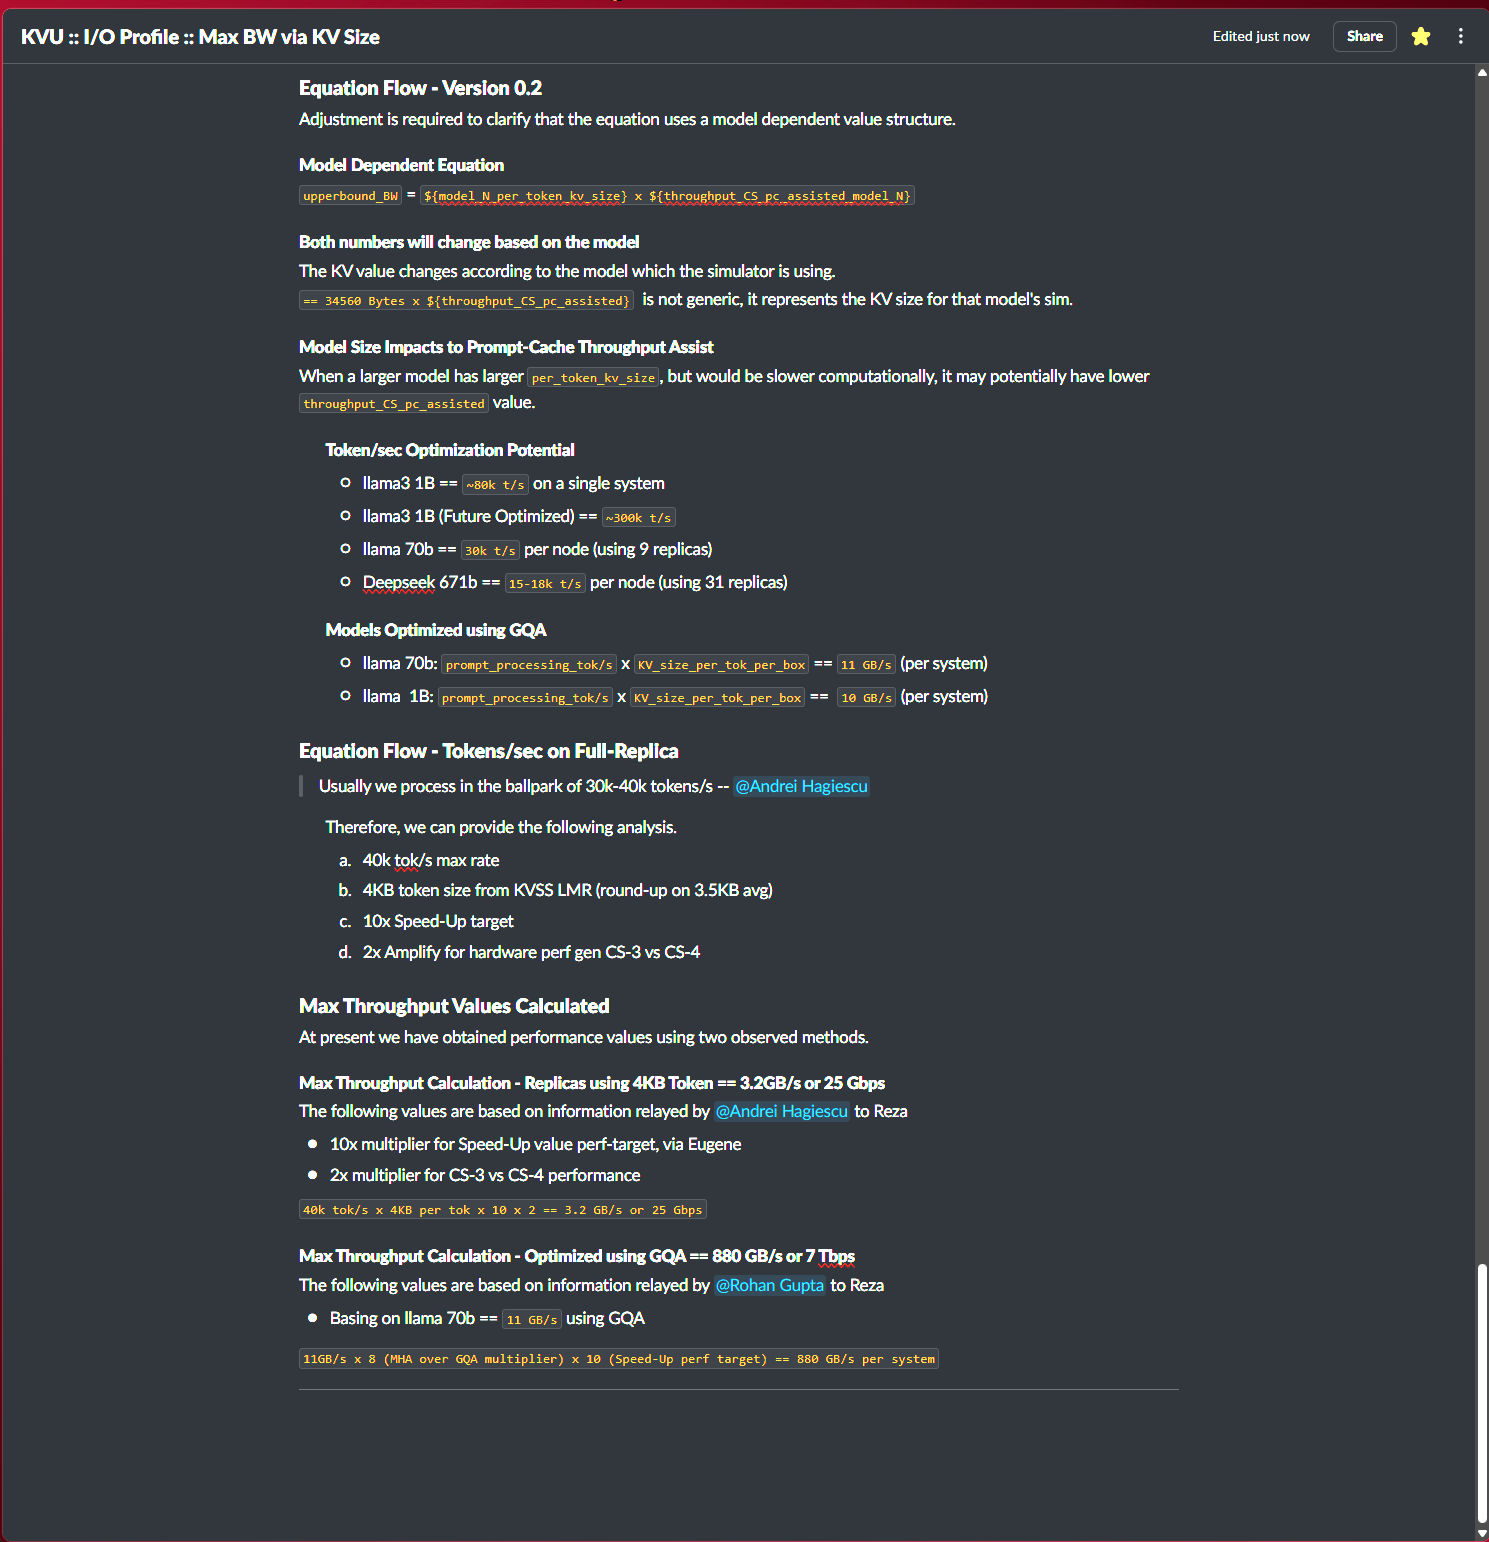 KVU :: I/O Profile :: Max BW via KV Size
Edited just now
Share
Equation Flow - Version 0.2
Adjustment is required to clarify that the equation uses a model dependent value structure.
Model Dependent Equation
upperbound_BW = ${model_N_per_token_kv_size} x ${throughput_CS_pc_assisted_model_N}
Both numbers will change based on the model
The KV value changes according to the model which the simulator is using.
== 34560 Bytes x ${throughput_CS_pc_assisted} is not generic, it represents the KV size for that model's sim.
Model Size Impacts to Prompt-Cache Throughput Assist
When a larger model has larger per_token_kv_size, but would be slower computationally, it may potentially have lower
throughput_CS_pc_assisted value.
Token/sec Optimization Potential
llama3 1B == ~80k t/s on a single system
llama3 1B (Future Optimized) == ~300k t/s
llama 70b == 30k t/s per node (using 9 replicas)
Deepseek 671b == 15-18k t/s per node (using 31 replicas)
Models Optimized using GQA
llama 70b: prompt_processing_tok/s x KV_size_per_tok_per_box == 11 GB/s (per system)
llama 1B: prompt_processing_tok/s x KV_size_per_tok_per_box == 10 GB/s (per system)
Equation Flow - Tokens/sec on Full-Replica
Usually we process in the ballpark of 30k-40k tokens/s -- @Andrei Hagiescu
Therefore, we can provide the following analysis.
a. 40k tok/s max rate
b. 4KB token size from KVSS LMR (round-up on 3.5KB avg)
c. 10x Speed-Up target
d. 2x Amplify for hardware perf gen CS-3 vs CS-4
Max Throughput Values Calculated
At present we have obtained performance values using two observed methods.
Max Throughput Calculation - Replicas using 4KB Token == 3.2GB/s or 25 Gbps
The following values are based on information relayed by @Andrei Hagiescu to Reza
10x multiplier for Speed-Up value perf-target, via Eugene
2x multiplier for CS-3 vs CS-4 performance
40k tok/s x 4KB per tok x 10 x 2 == 3.2 GB/s or 25 Gbps
Max Throughput Calculation - Optimized using GQA == 880 GB/s or 7 Tbps
The following values are based on information relayed by @Rohan Gupta to Reza
Basing on llama 70b == 11 GB/s using GQA
11GB/s x 8 (MHA over GQA multiplier) x 10 (Speed-Up perf target) == 880 GB/s per system